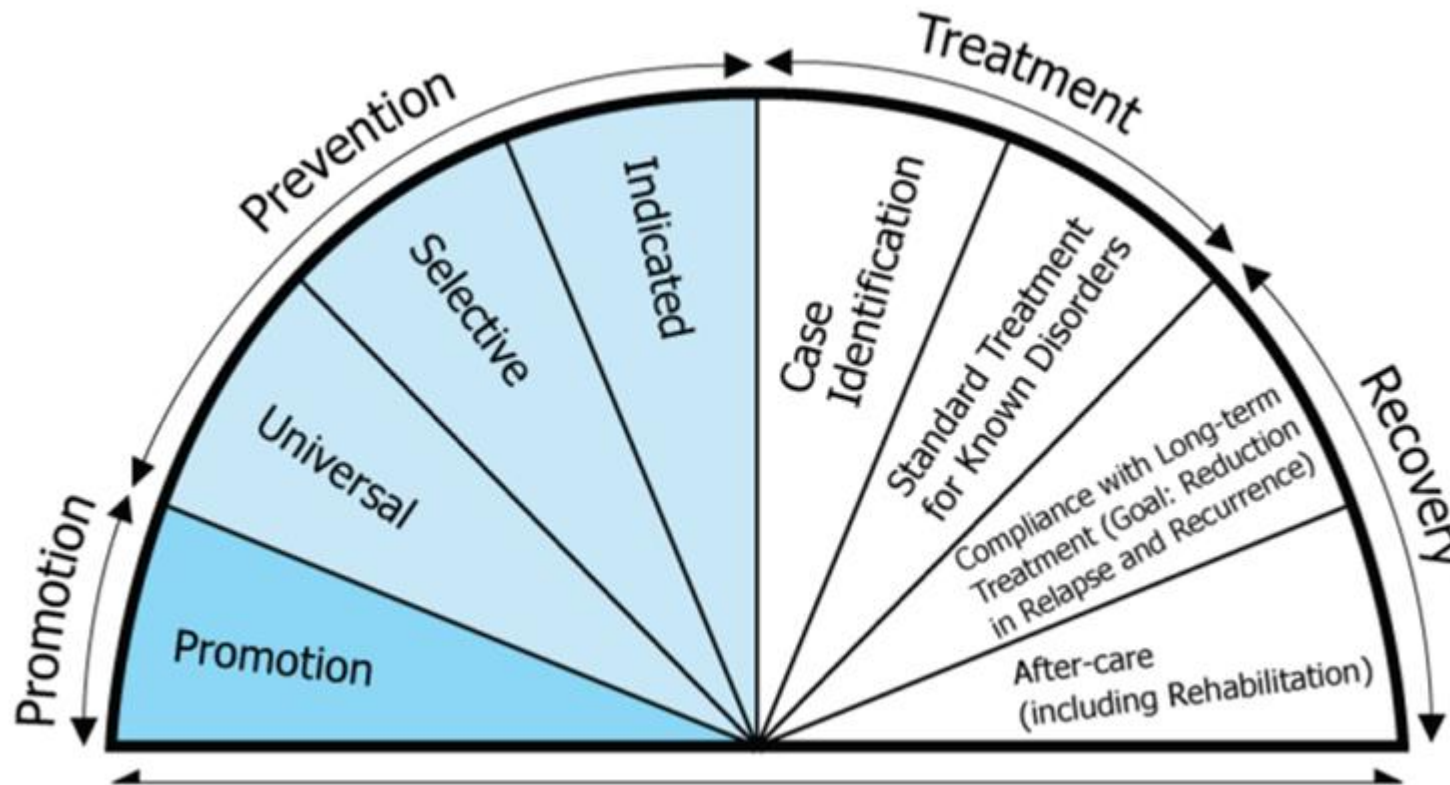 Promotion
Prevention
Treatment
Recovery
Promotion
Universal
Selective
Indicated
Case
Identification
Standard Treatment
for Known Disorders
Compliance with Long-term
Treatment (Goal: Reduction
in Relapse and Recurrence)
After-care
(including Rehabilitation)